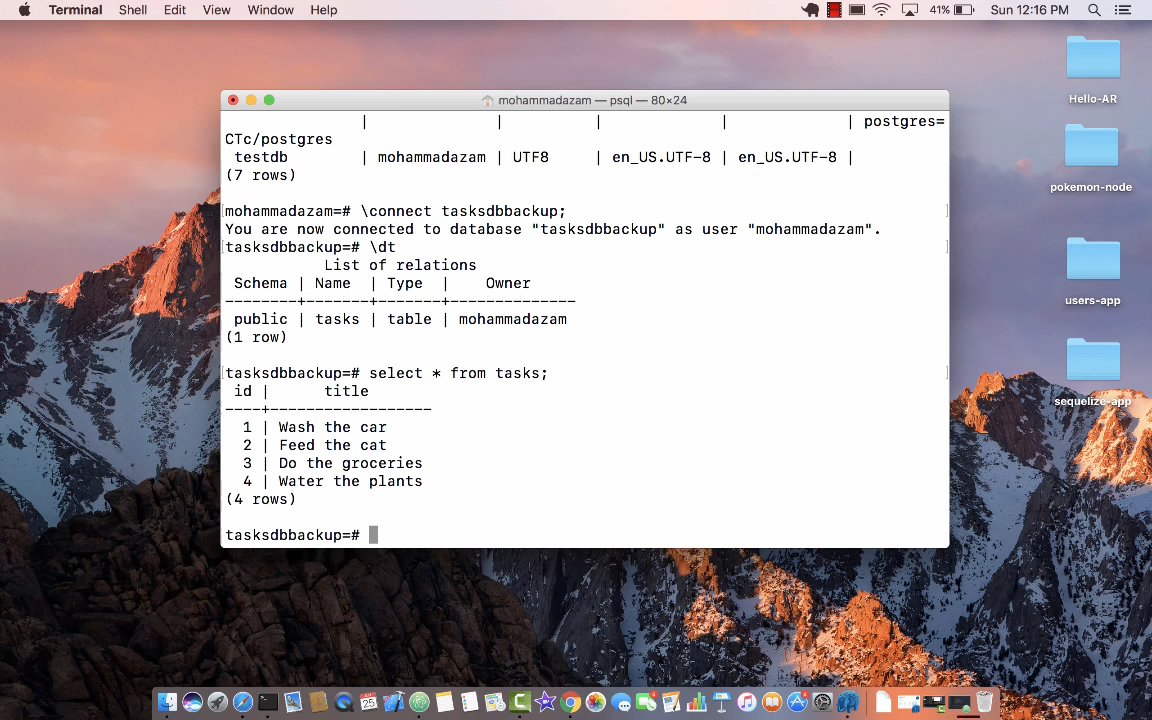 Terminal Shell Edit View Window Help 41% Sun 12:16 PM
Hello-AR
pokemon-node
users-app
sequelize-app
mohammadazam — psql — 80×24
| | | | | postgres=
CTc/postgres
testdb | mohammadazam | UTF8 | en_US.UTF-8 | en_US.UTF-8 |
(7 rows)
mohammadazam=# \connect tasksdbbackup;
You are now connected to database "tasksdbbackup" as user "mohammadazam".
tasksdbbackup=# \dt
List of relations
Schema | Name | Type | Owner
--------+-------+-------+--------------
public | tasks | table | mohammadazam
(1 row)
tasksdbbackup=# select * from tasks;
id | title
----+------------------
1 | Wash the car
2 | Feed the cat
3 | Do the groceries
4 | Water the plants
(4 rows)
tasksdbbackup=#
25